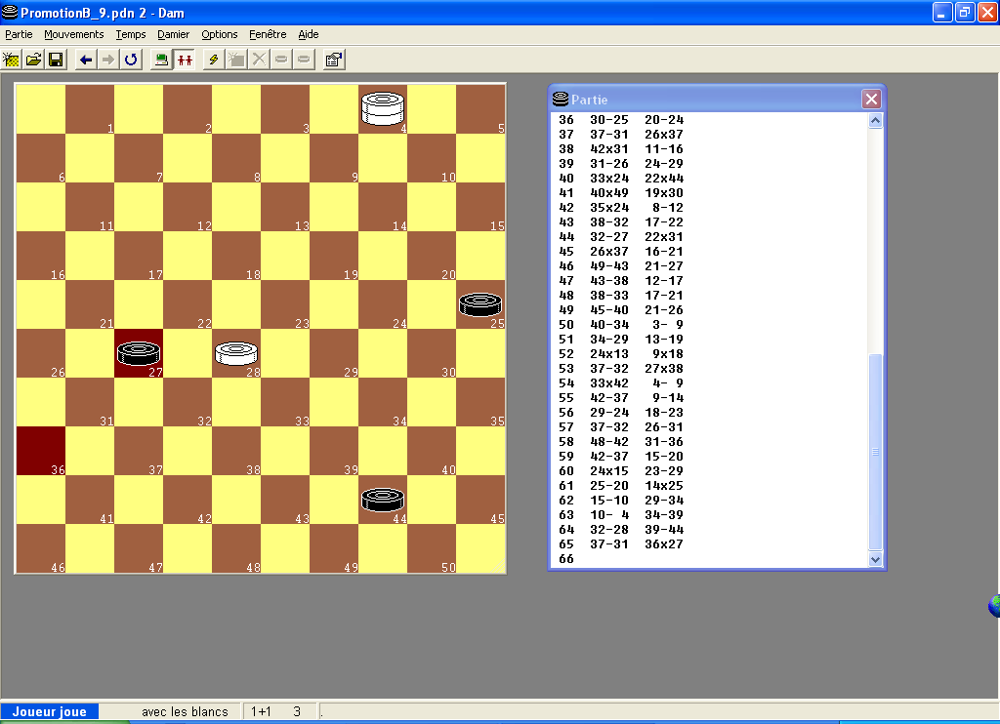 PromotionB_9.pdn 2 - Dam
Partie Mouvements Temps Damier Options Fenêtre Aide
1 2 3 4 5
6 7 8 9 10
11 12 13 14 15
16 17 18 19 20
21 22 23 24 25
26 27 28 29 30
31 32 33 34 35
36 37 38 39 40
41 42 43 44 45
46 47 48 49 50
Partie
36 30-25 20-24
37 37-31 26x37
38 42x31 11-16
39 31-26 24-29
40 33x24 22x44
41 40x49 19x30
42 35x24 8-12
43 38-32 17-22
44 32-27 22x31
45 26x37 16-21
46 49-43 21-27
47 43-38 12-17
48 38-33 17-21
49 45-40 21-26
50 40-34 3- 9
51 34-29 13-19
52 24x13 9x18
53 37-32 27x38
54 33x42 4- 9
55 42-37 9-14
56 29-24 18-23
57 37-32 26-31
58 48-42 31-36
59 42-37 15-20
60 24x15 23-29
61 25-20 14x25
62 15-10 29-34
63 10- 4 34-39
64 32-28 39-44
65 37-31 36x27
66
Joueur joue avec les blancs 1+1 3 .